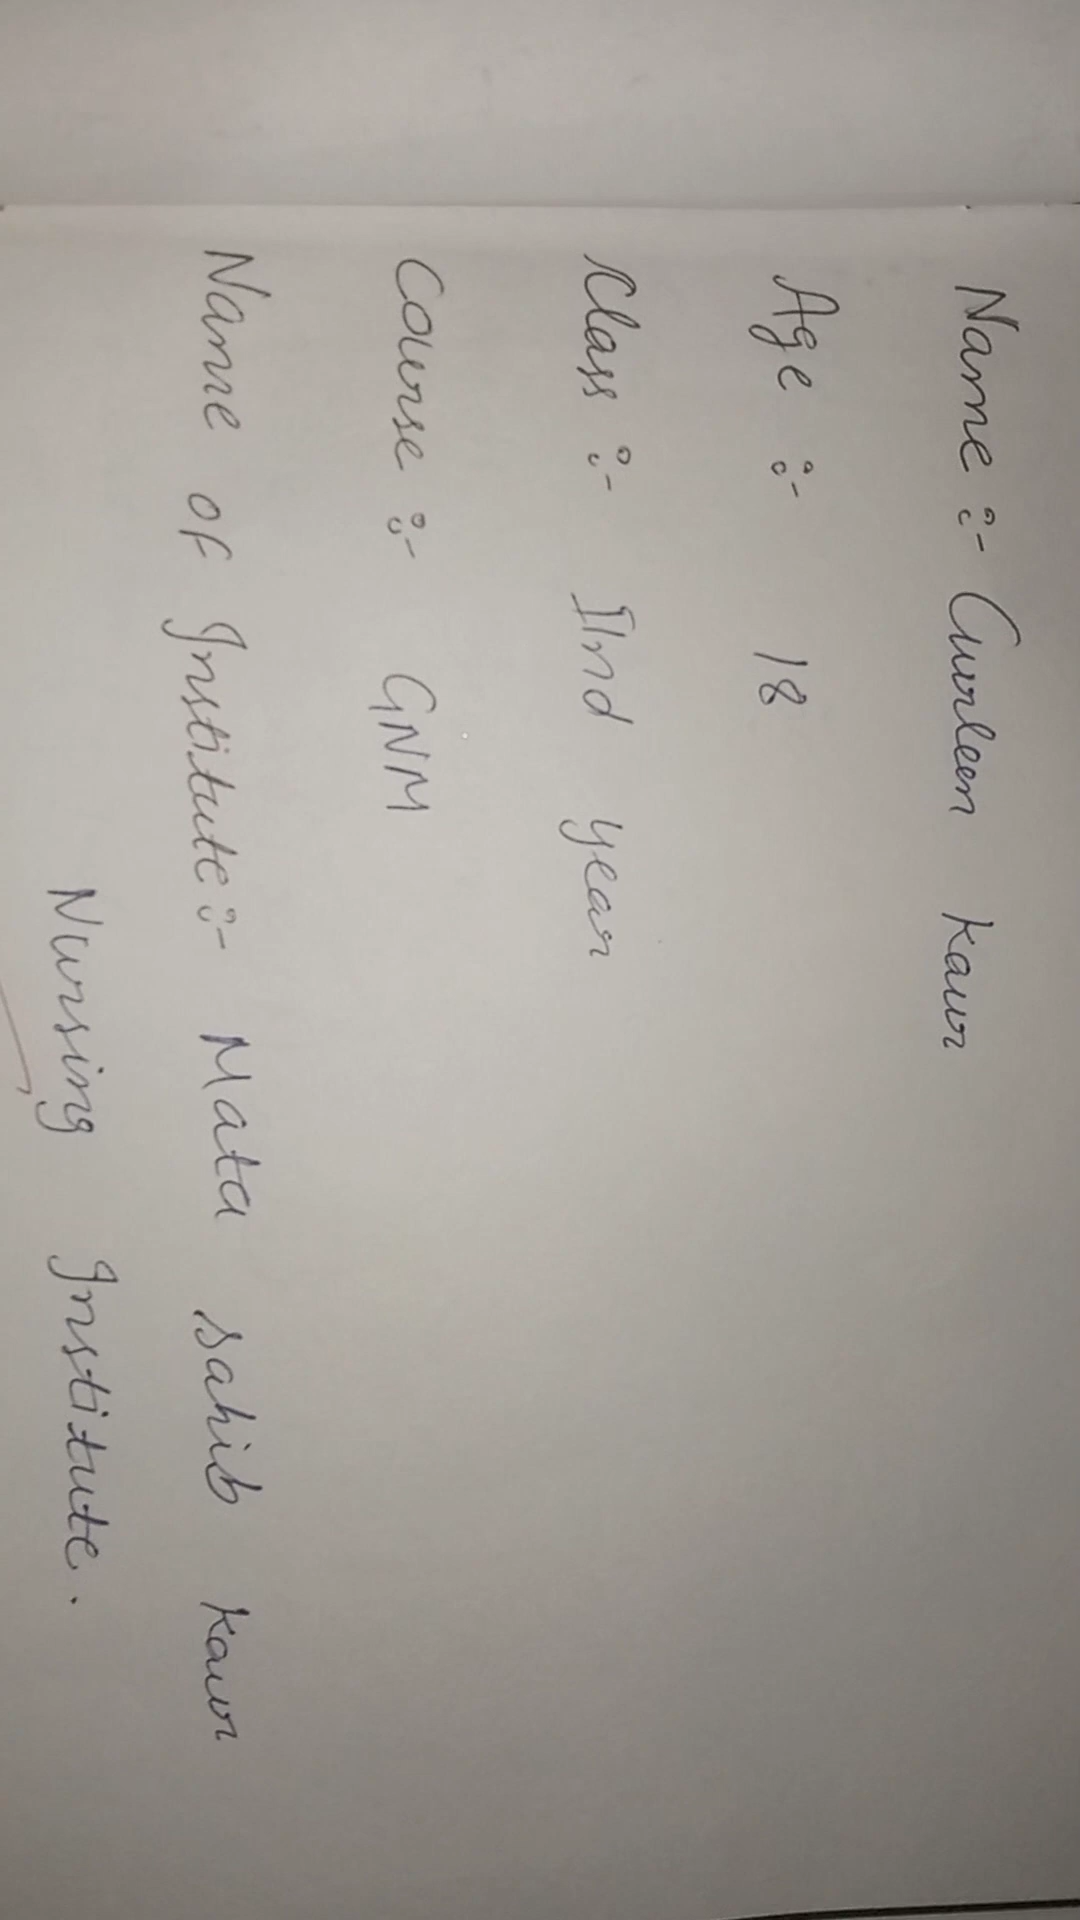 Name :- Gurleen Kaur
Age :- 18
Class :- IInd year
Course :- GNM
Name of Institute :- Mata sahib Kaur
Nursing Institute.